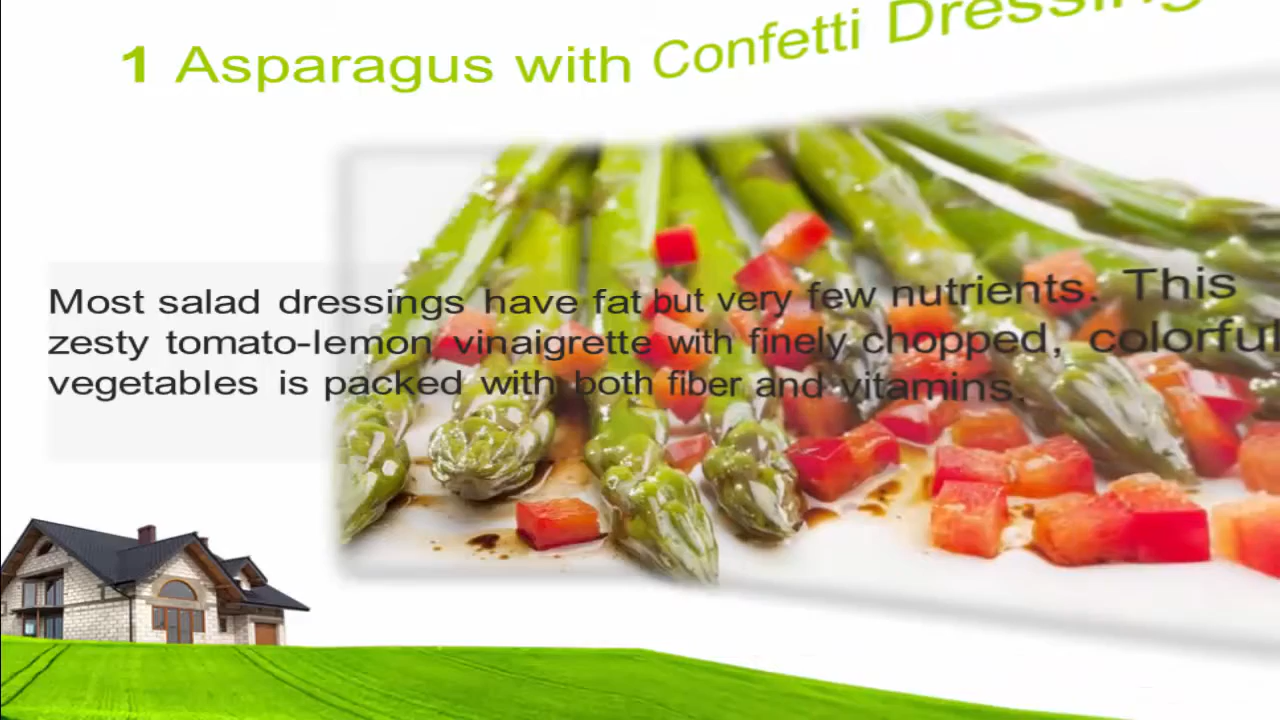 1 Asparagus with Confetti Dressing
Most salad dressings have fat but very few nutrients. This
zesty tomato-lemon vinaigrette with finely chopped, colorful
vegetables is packed with both fiber and vitamins.